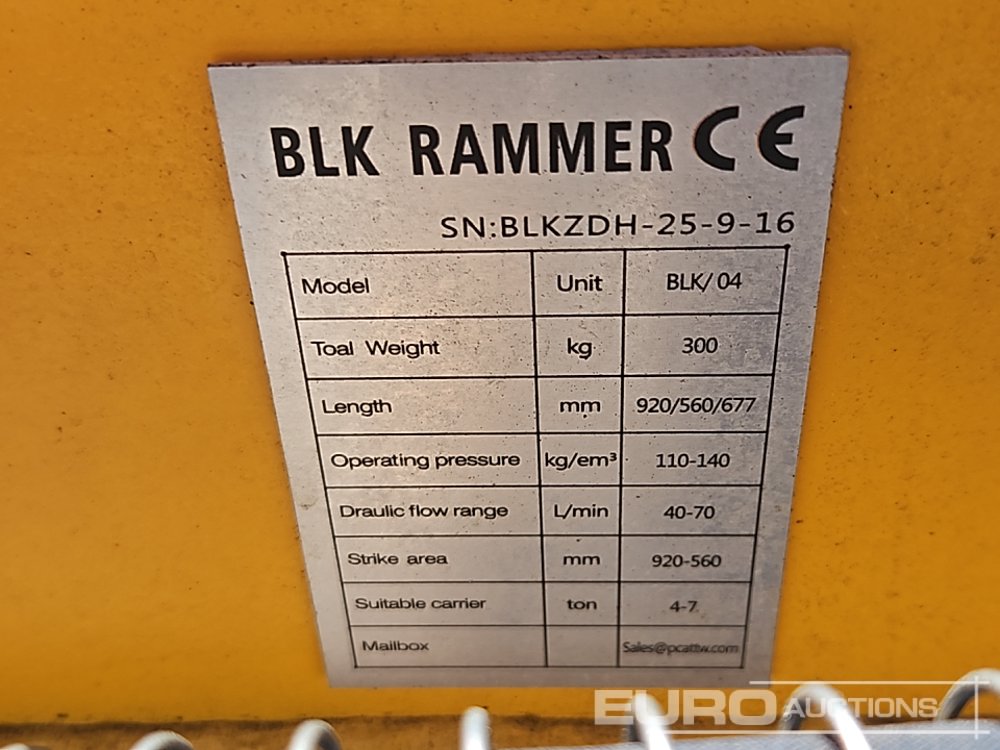 BLK RAMMER CE
SN:BLKZDH-25-9-16
Model Unit BLK/04
Toal Weight kg 300
Length mm 920/560/677
Operating pressure kg/em³ 110-140
Draulic flow range L/min 40-70
Strike area mm 920-560
Suitable carrier ton 4-7
Mailbox Sales@pcattw.com
EURO AUCTIONS